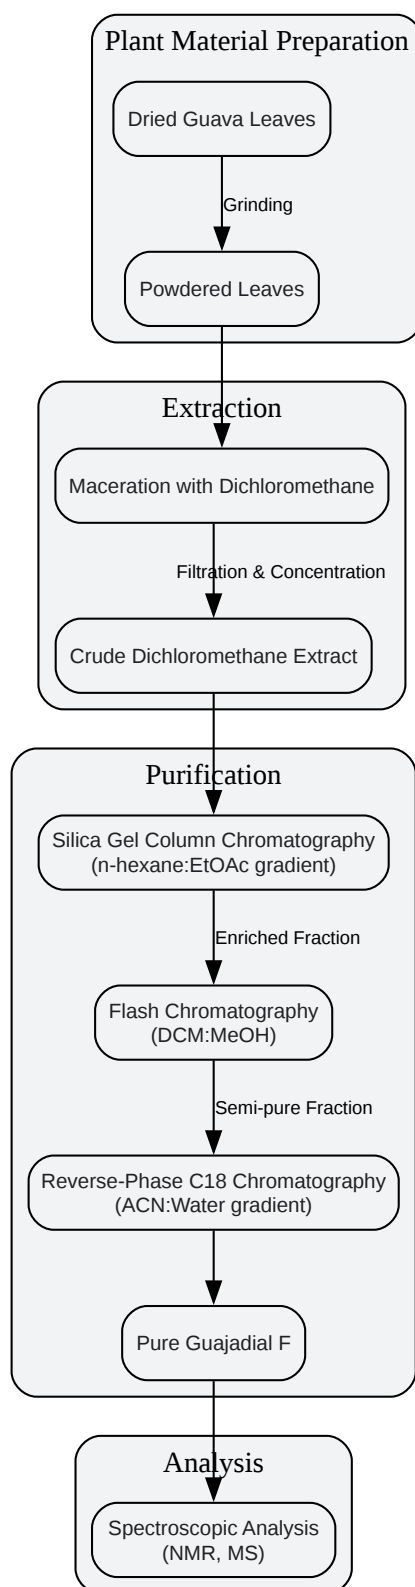 Plant Material Preparation
Dried Guava Leaves
Grinding
Powdered Leaves
Extraction
Maceration with Dichloromethane
Filtration & Concentration
Crude Dichloromethane Extract
Purification
Silica Gel Column Chromatography
(n-hexane:EtOAc gradient)
Enriched Fraction
Flash Chromatography
(DCM:MeOH)
Semi-pure Fraction
Reverse-Phase C18 Chromatography
(ACN:Water gradient)
Pure Guajadial F
Analysis
Spectroscopic Analysis
(NMR, MS)